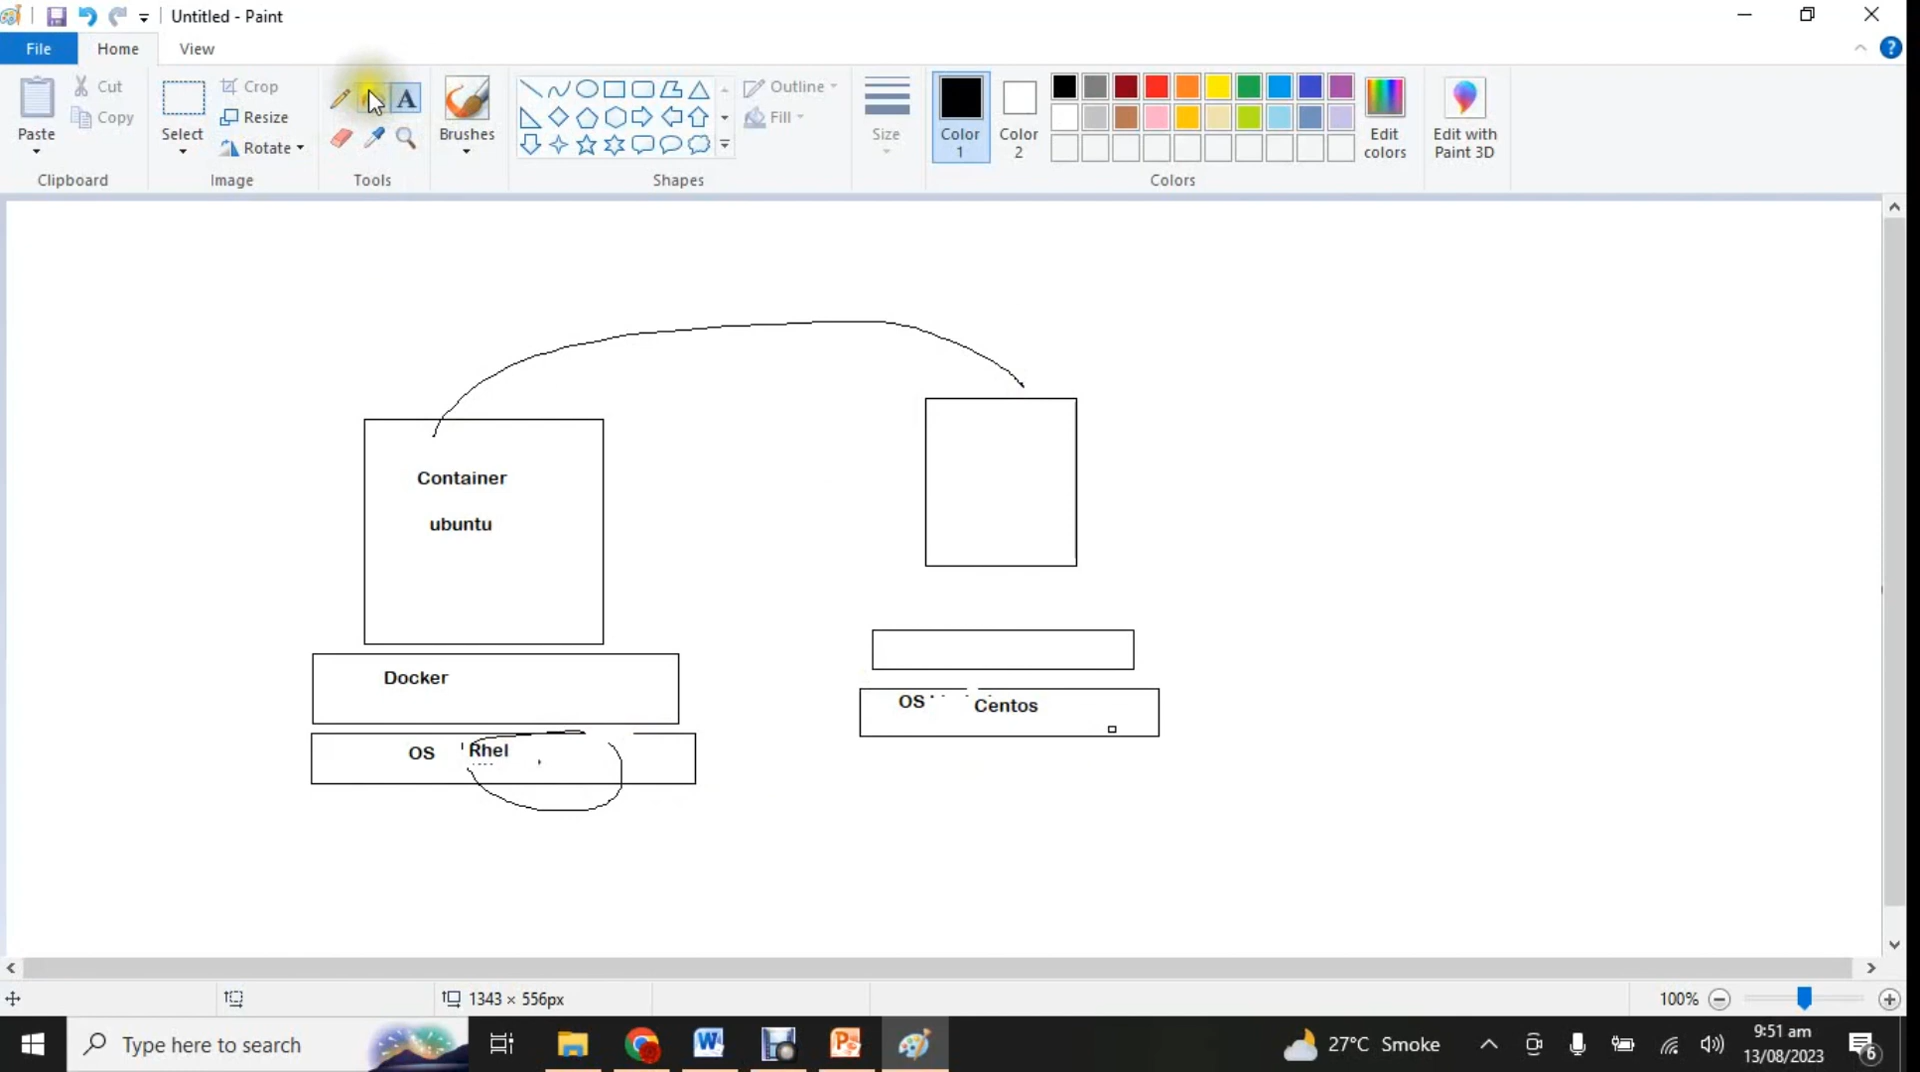 Untitled - Paint
File Home View
Paste
Cut
Copy
Clipboard
Select
Crop
Resize
Rotate
Image
A
Tools
Brushes
Shapes
Outline
Fill
Size
Color 1
Color 2
Edit colors
Colors
Edit with Paint 3D
Container
ubuntu
Docker
OS Rhel
OS Centos
1343 × 556px
100%
Type here to search
27°C Smoke
9:51 am
13/08/2023
6